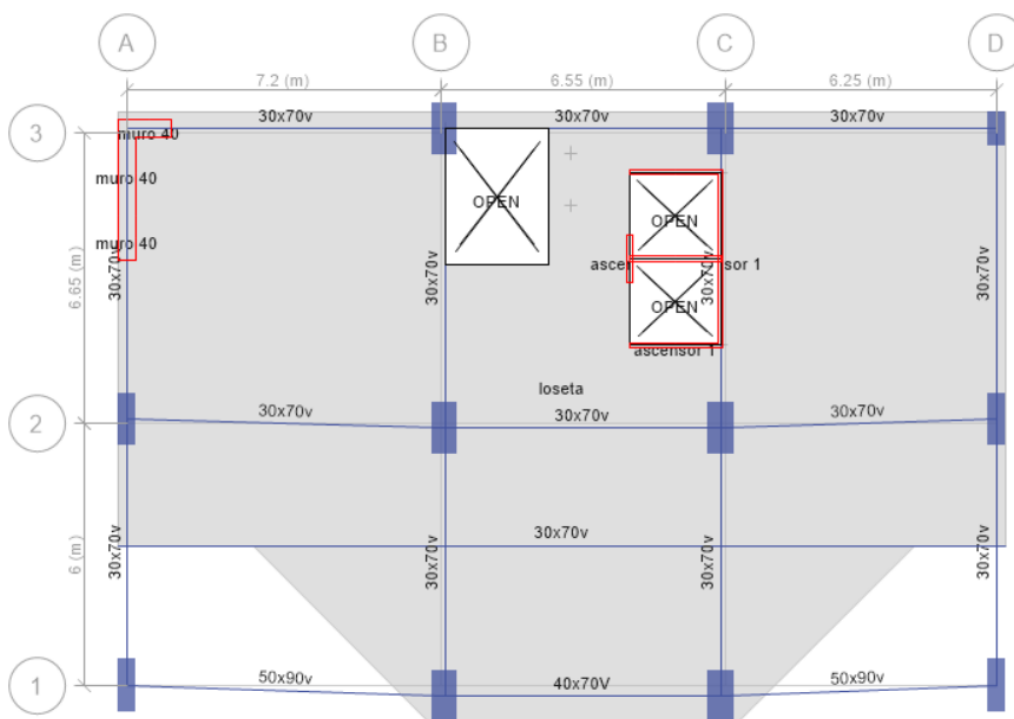 A B C D
7.2 (m) 6.55 (m) 6.25 (m)
30x70v 30x70v 30x70v
3
muro 40
muro 40
OPEN
OPEN
muro 40
6.65 (m)
30x70v
30x70v
30x70v
30x70v
ascensor 1
OPEN
ascensor 1
loseta
2
30x70v 30x70v 30x70v
6 (m)
30x70v
30x70v
30x70v
30x70v
30x70v
1
50x90v 40x70V 50x90v